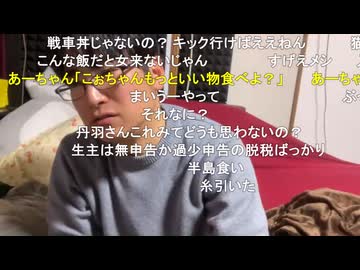 戦車丼じゃないの？ キック行けばええねん
こんな飯だと女来ないじゃん すげえメシ
あーちゃん「こぉちゃんもっといい物食べよ？」 あーちゃ
まいうーやって
それなに？
丹羽さんこれみてどうも思わないの？
生主は無申告か過少申告の脱税ばっかり
半島食い
糸引いた